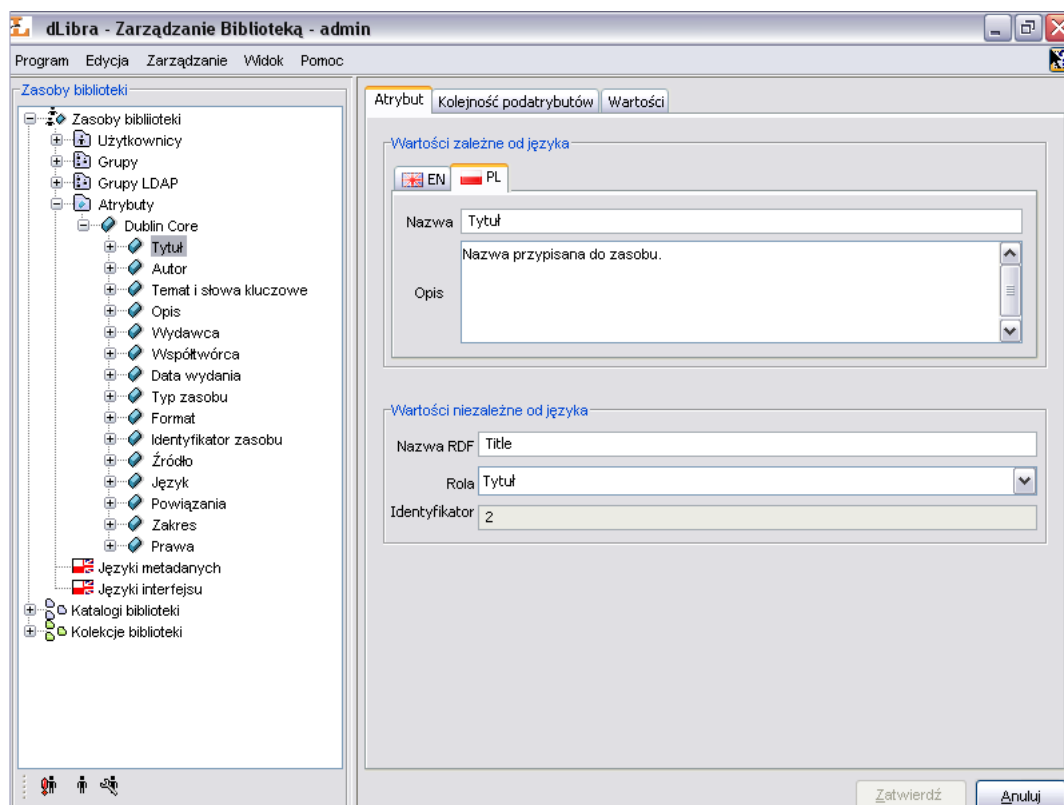 dLibra - Zarządzanie Biblioteką - admin
Program Edycja Zarządzanie Widok Pomoc
Zasoby biblioteki
Zasoby bibliioteki
Użytkownicy
Grupy
Grupy LDAP
Atrybuty
Dublin Core
Tytuł
Autor
Temat i słowa kluczowe
Opis
Wydawca
Współtwórca
Data wydania
Typ zasobu
Format
Identyfikator zasobu
Źródło
Język
Powiązania
Zakres
Prawa
Języki metadanych
Języki interfejsu
Katalogi biblioteki
Kolekcje biblioteki
Atrybut Kolejność podatrybutów Wartości
Wartości zależne od języka
EN PL
Nazwa Tytuł
Opis Nazwa przypisana do zasobu.
Wartości niezależne od języka
Nazwa RDF Title
Rola Tytuł
Identyfikator 2
Zatwierdź Anuluj